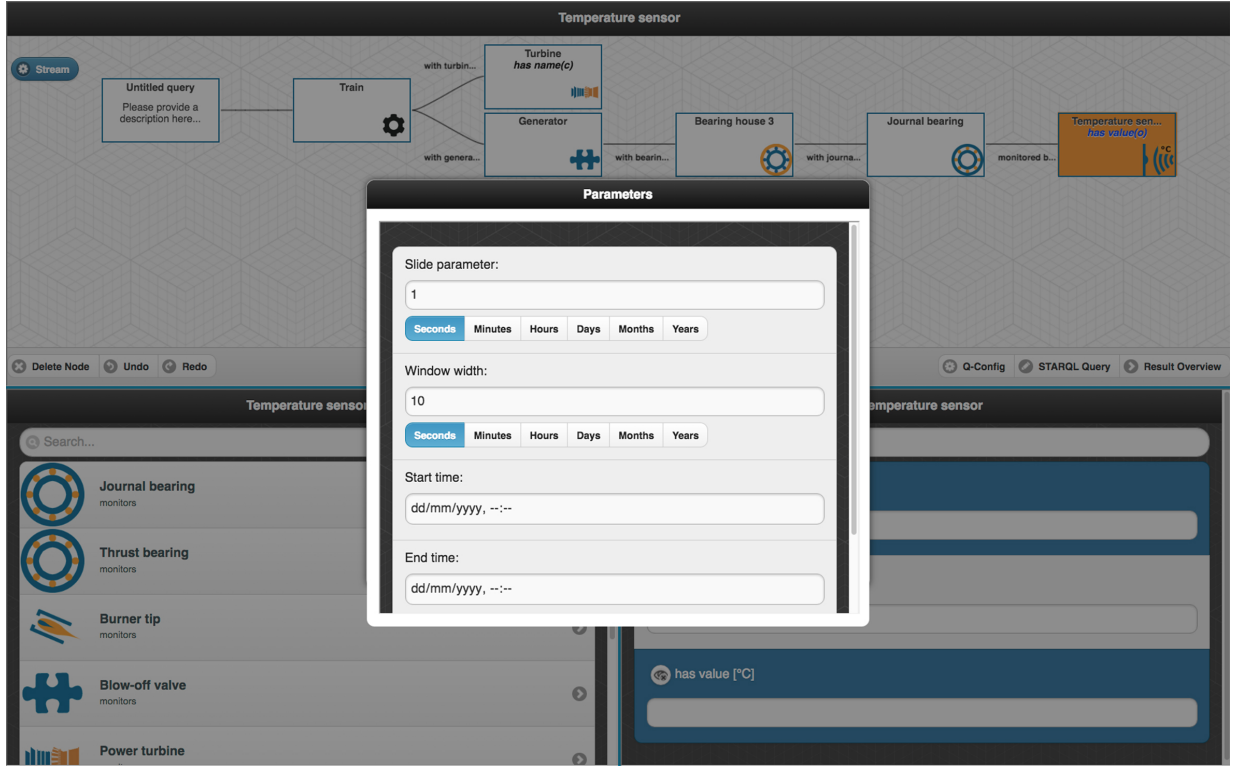 Temperature sensor
Stream
Untitled query
Please provide a
description here...
Train
with turbin...
Turbine
has name(c)
with genera...
Generator
with bearin...
Bearing house 3
with journa...
Journal bearing
monitored b...
Temperature sen...
has value(o)
°C
Delete Node
Undo
Redo
Q-Config
STARQL Query
Result Overview
Parameters
Slide parameter:
1
Seconds Minutes Hours Days Months Years
Window width:
10
Seconds Minutes Hours Days Months Years
Start time:
dd/mm/yyyy, --:--
End time:
dd/mm/yyyy, --:--
Temperature sensor
Search...
Journal bearing
monitors
Thrust bearing
monitors
Burner tip
monitors
Blow-off valve
monitors
Power turbine
emperature sensor
has value [°C]